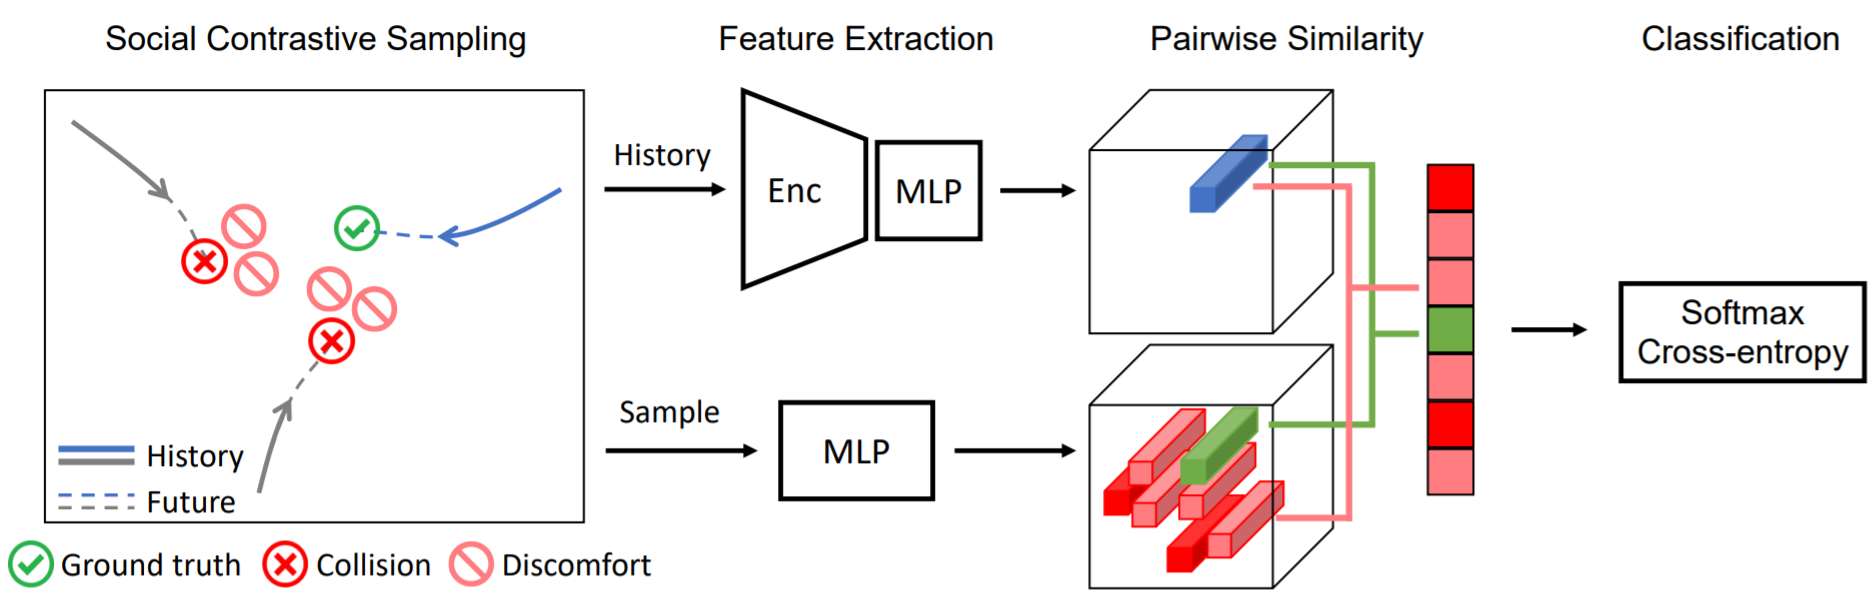 Social Contrastive Sampling
Feature Extraction
Pairwise Similarity
Classification
History
Enc
MLP
Sample
MLP
Softmax
Cross-entropy
History
Future
Ground truth
Collision
Discomfort